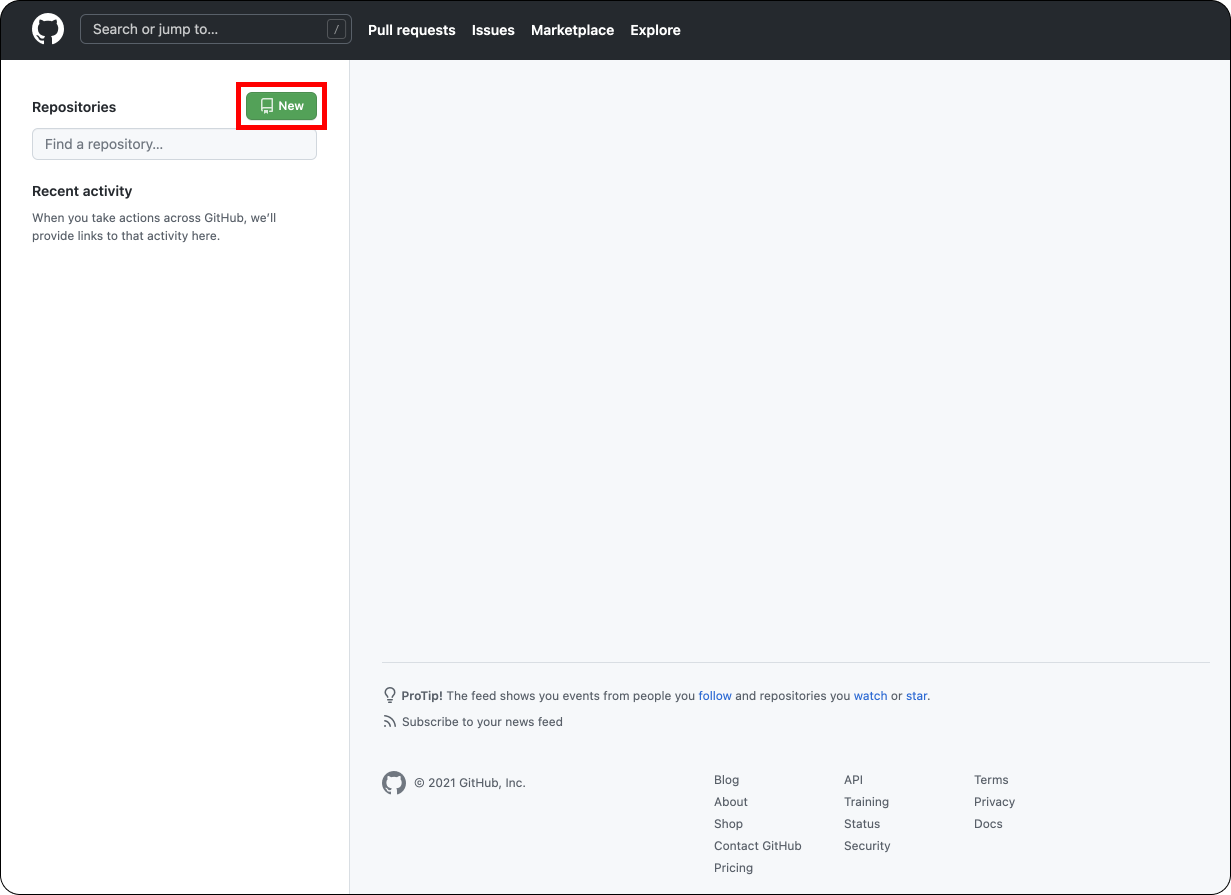 Search or jump to...
/
Pull requests
Issues
Marketplace
Explore
Repositories
New
Find a repository...
Recent activity
When you take actions across GitHub, we'll
provide links to that activity here.
ProTip! The feed shows you events from people you follow and repositories you watch or star.
Subscribe to your news feed
© 2021 GitHub, Inc.
Blog
About
Shop
Contact GitHub
Pricing
API
Training
Status
Security
Terms
Privacy
Docs